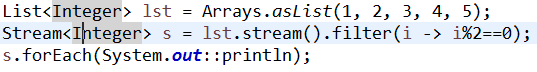 List<Integer> lst = Arrays.asList(1, 2, 3, 4, 5);
Stream<Integer> s = lst.stream().filter(i -> i%2==0);
s.forEach(System.out::println);